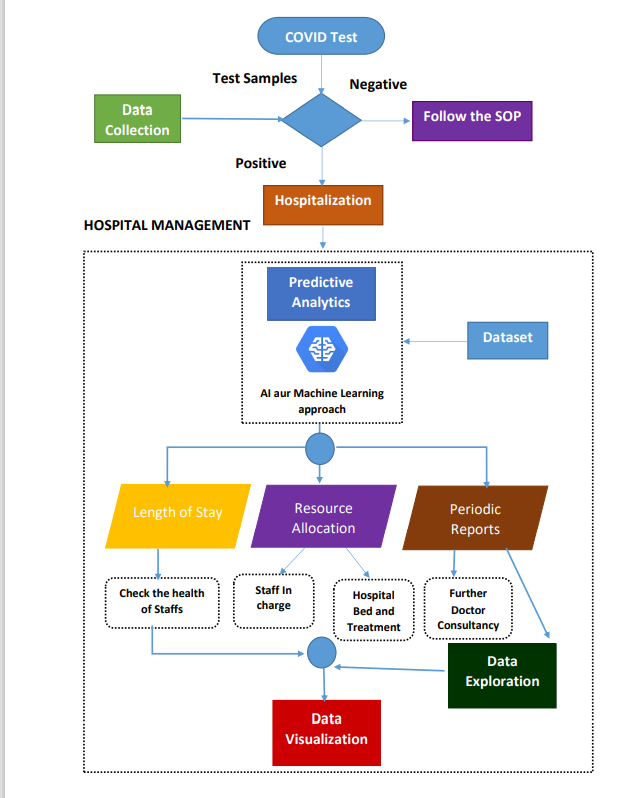 COVID Test
Test Samples
Negative
Data
Collection
Follow the SOP
Positive
Hospitalization
HOSPITAL MANAGEMENT
Predictive
Analytics
Dataset
AI aur Machine Learning
approach
Length of Stay
Resource
Allocation
Periodic
Reports
Check the health
of Staffs
Staff In
charge
Hospital
Bed and
Treatment
Further
Doctor
Consultancy
Data
Exploration
Data
Visualization